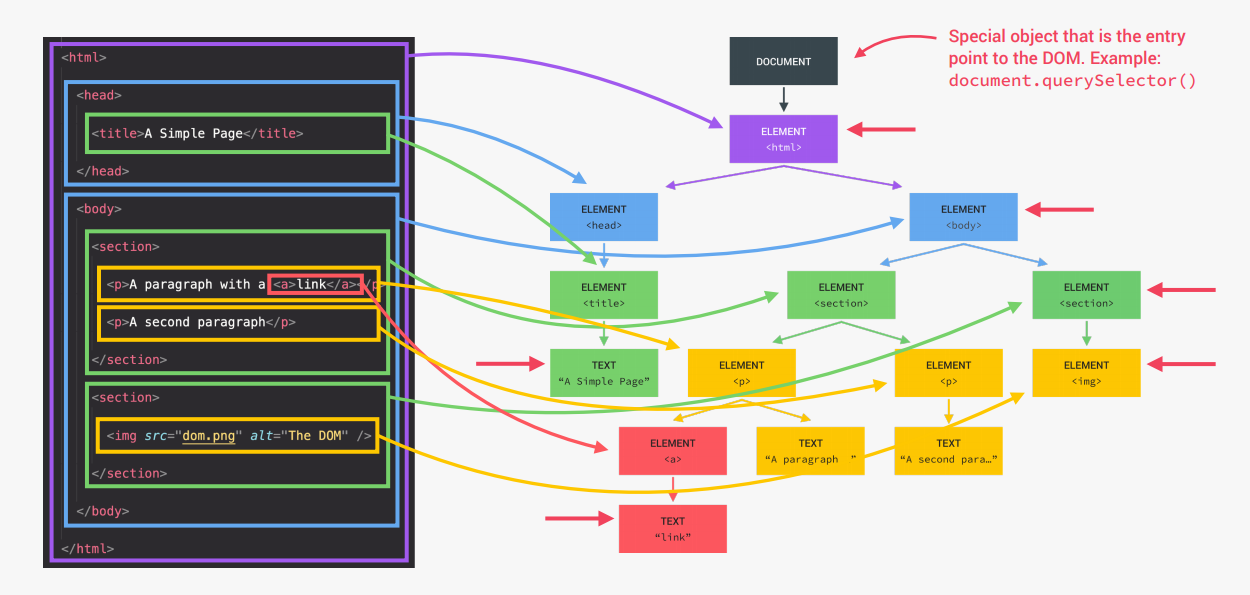 <html>
<head>
<title>A Simple Page</title>
</head>
<body>
<section>
<p>A paragraph with a <a>link</a></p
<p>A second paragraph</p>
</section>
<section>
<img src="dom.png" alt="The DOM" />
</section>
</body>
</html>
DOCUMENT
Special object that is the entry
point to the DOM. Example:
document.querySelector()
ELEMENT
<html>
ELEMENT
<head>
ELEMENT
<body>
ELEMENT
<title>
ELEMENT
<section>
ELEMENT
<section>
TEXT
“A Simple Page”
ELEMENT
<p>
ELEMENT
<p>
ELEMENT
<img>
ELEMENT
<a>
TEXT
“A paragraph ”
TEXT
“A second para…”
TEXT
“link”